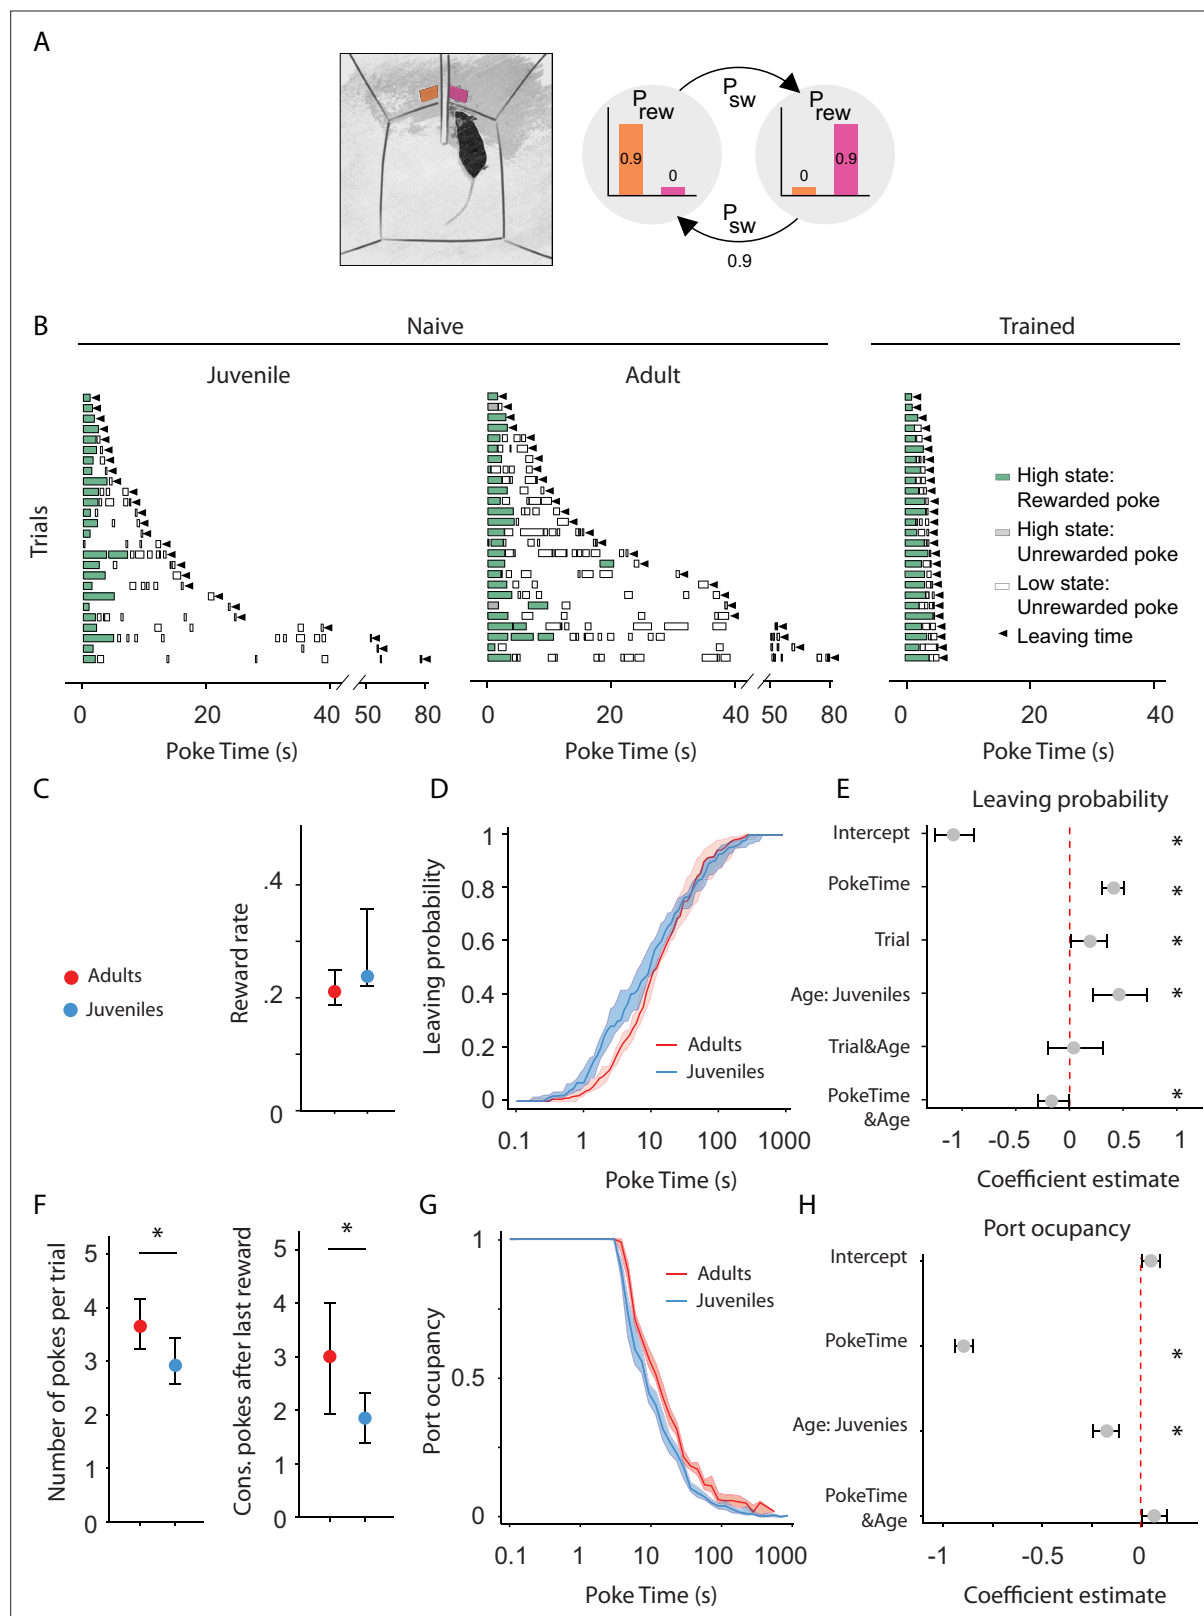 A
P
rew
0.9
0
P
sw
P
rew
0
0.9
P
sw
0.9
B
Naive
Trained
Juvenile
Adult
Trials
High state:
Rewarded poke
High state:
Unrewarded poke
Low state:
Unrewarded poke
Leaving time
0 20 40 50 80
Poke Time (s)
0 20 40 50 80
Poke Time (s)
0 20 40
Poke Time (s)
C
Adults
Juveniles
Reward rate
.4
.2
0
D
Leaving probability
1
0.8
0.6
0.4
0.2
0
Adults
Juveniles
0.1 1 10 100 1000
Poke Time (s)
E
Leaving probability
Intercept *
PokeTime *
Trial *
Age: Juveniles *
Trial&Age
PokeTime *
&Age
-1 -0.5 0 0.5 1
Coefficient estimate
F
Number of pokes per trial
*
5
4
3
2
1
0
Cons. pokes after last reward
*
5
4
3
2
1
0
G
Port ocupancy
1
0.5
0
Adults
Juveniles
0.1 1 10 100 1000
Poke Time (s)
H
Port ocupancy
Intercept
PokeTime *
Age: Juvenies *
PokeTime
&Age
-1 -0.5 0
Coefficient estimate